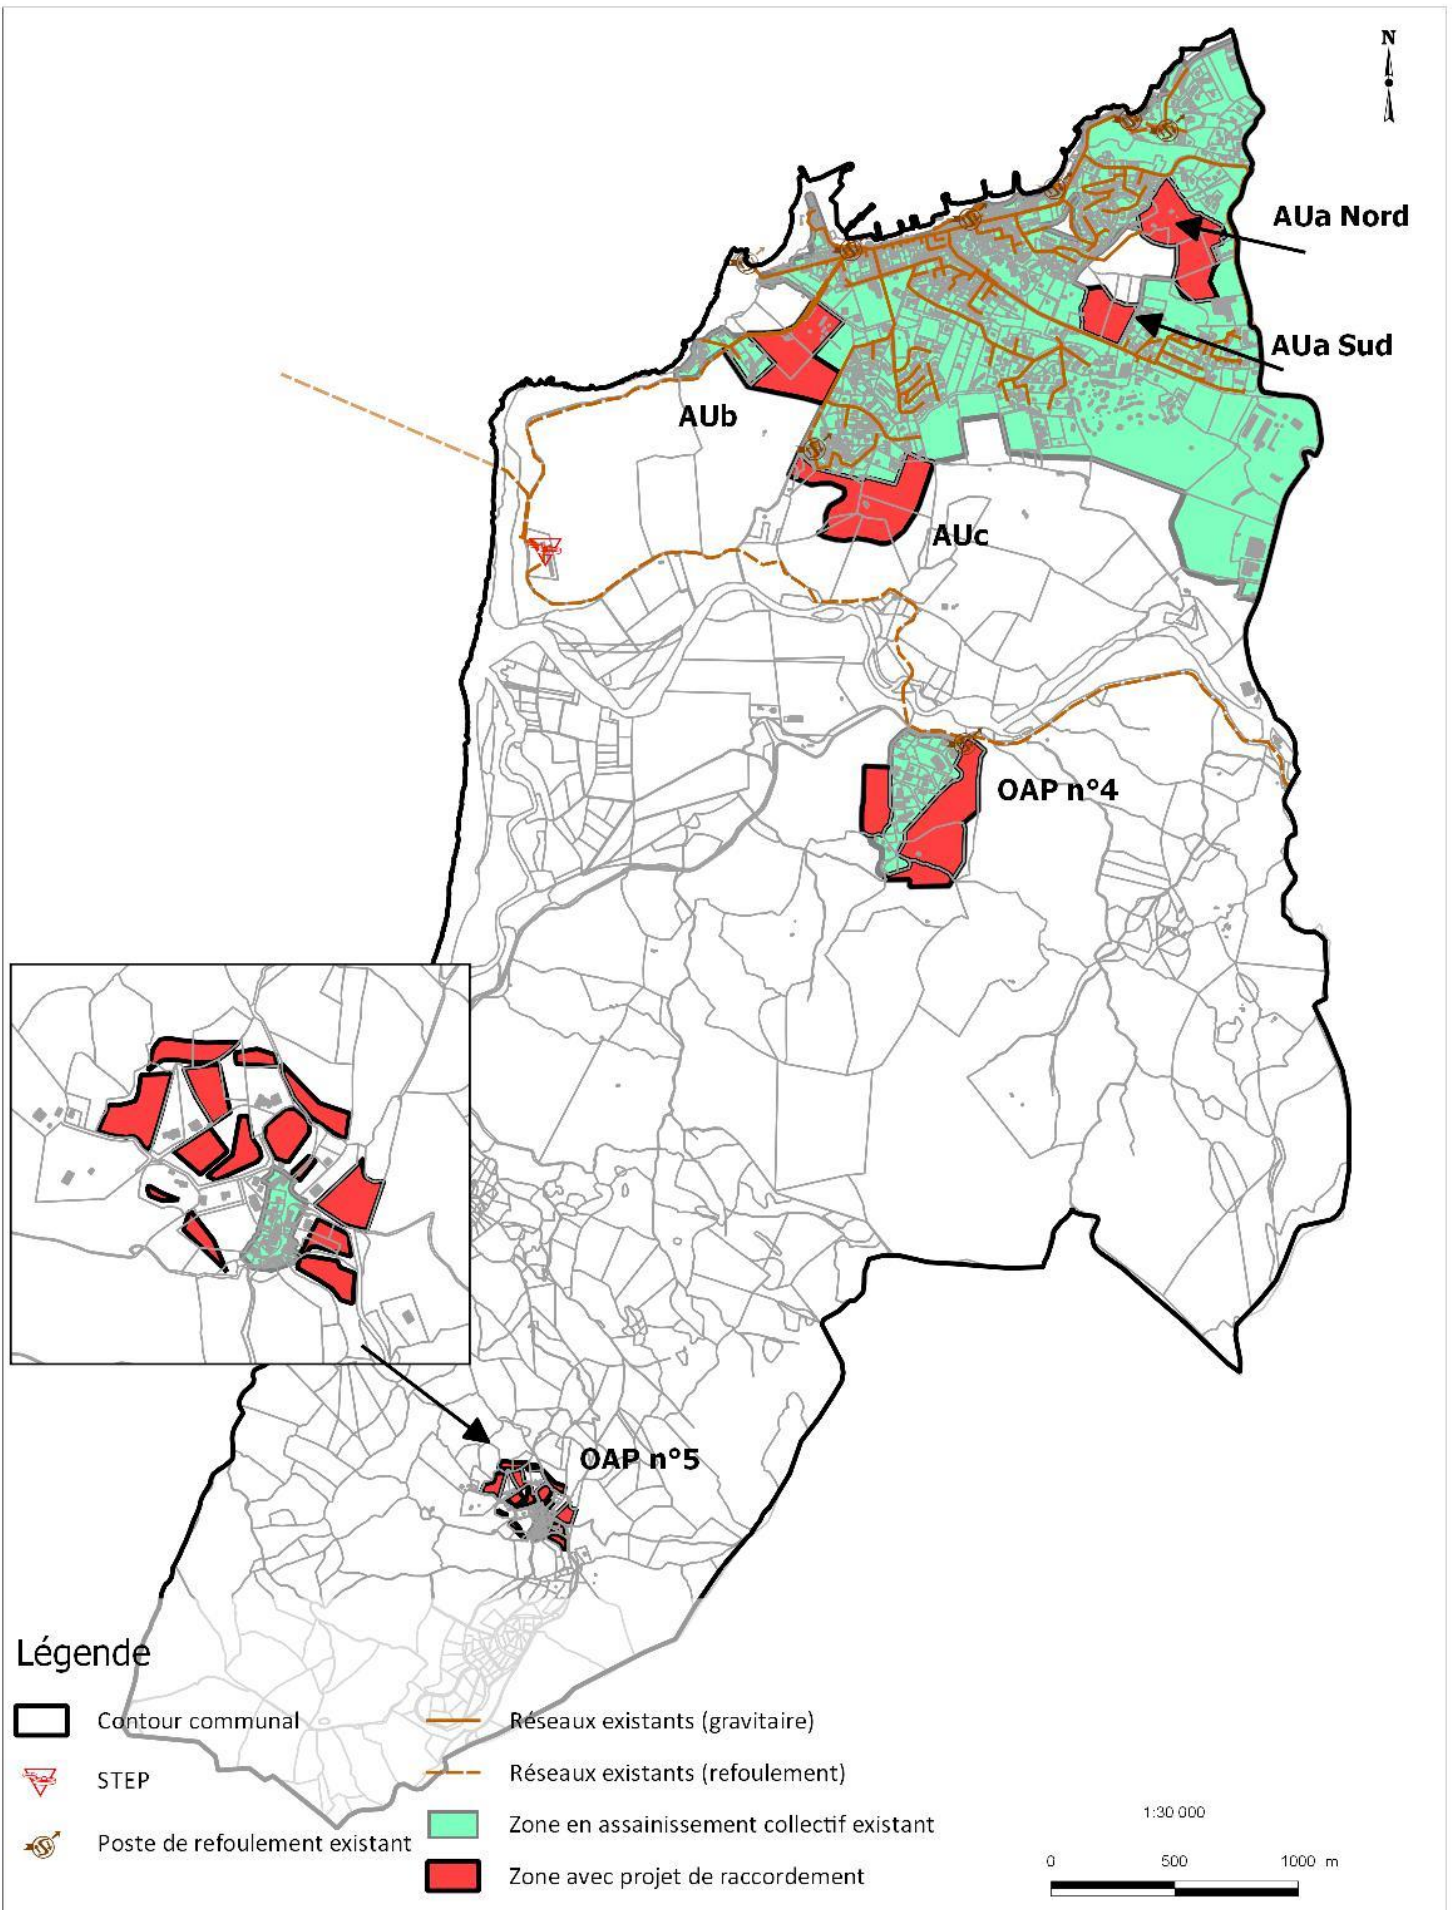 N
AUa Nord
AUa Sud
AUb
AUc
OAP n°4
OAP n°5
Légende
Contour communal
STEP
Poste de refoulement existant
Réseaux existants (gravitaire)
Réseaux existants (refoulement)
Zone en assainissement collectif existant
Zone avec projet de raccordement
1:30 000
0 500 1000 m